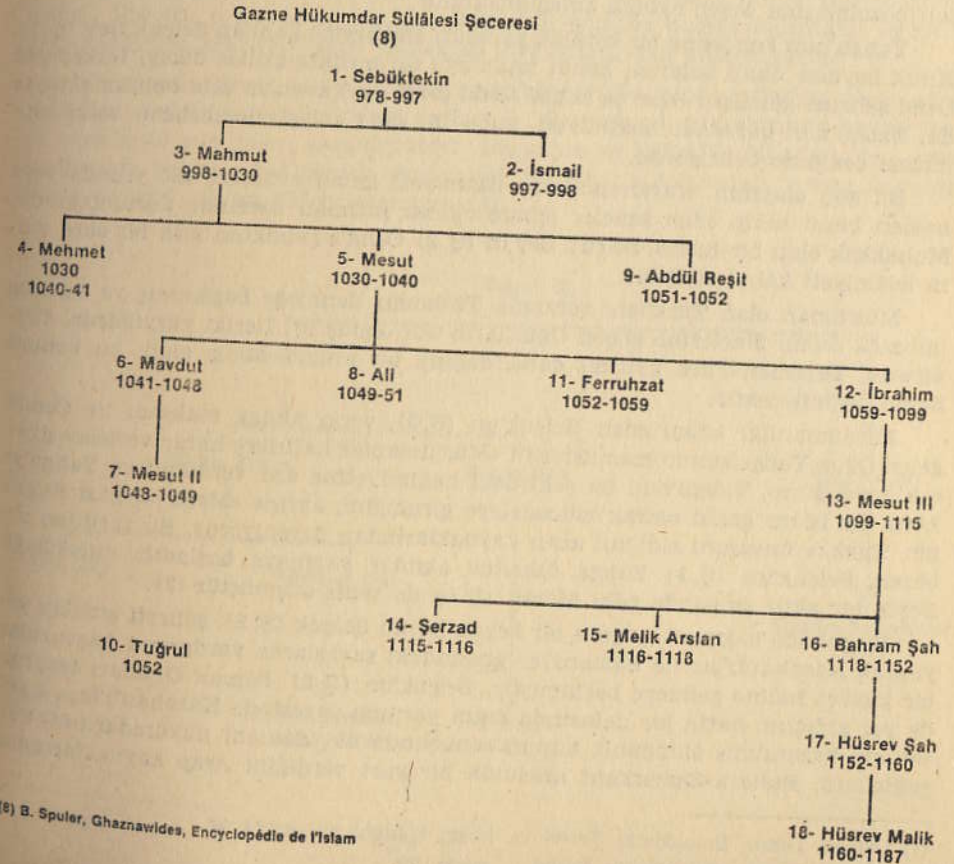 Gazne Hükumdar Sülâlesi Şeceresi
(8)
1- Sebüktekin
978-997
3- Mahmut
998-1030
2- İsmail
997-998
4- Mehmet
1030
1040-41
5- Mesut
1030-1040
9- Abdül Reşit
1051-1052
6- Mavdut
1041-1048
8- Ali
1049-51
11- Ferruhzat
1052-1059
12- İbrahim
1059-1099
7- Mesut II
1048-1049
13- Mesut III
1099-1115
14- Şerzad
1115-1116
15- Melik Arslan
1116-1118
16- Bahram Şah
1118-1152
10- Tuğrul
1052
17- Hüsrev Şah
1152-1160
18- Hüsrev Malik
1160-1187
(8) B. Spuler, Ghaznawides, Encyclopédie de l'Islam